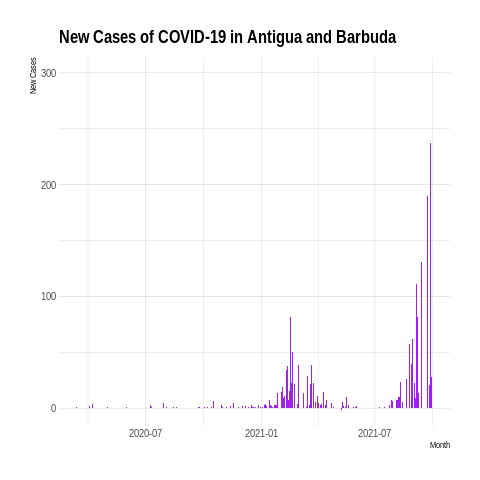 New Cases of COVID-19 in Antigua and Barbuda
New Cases
300
200
100
0
2020-07 2021-01 2021-07
Month